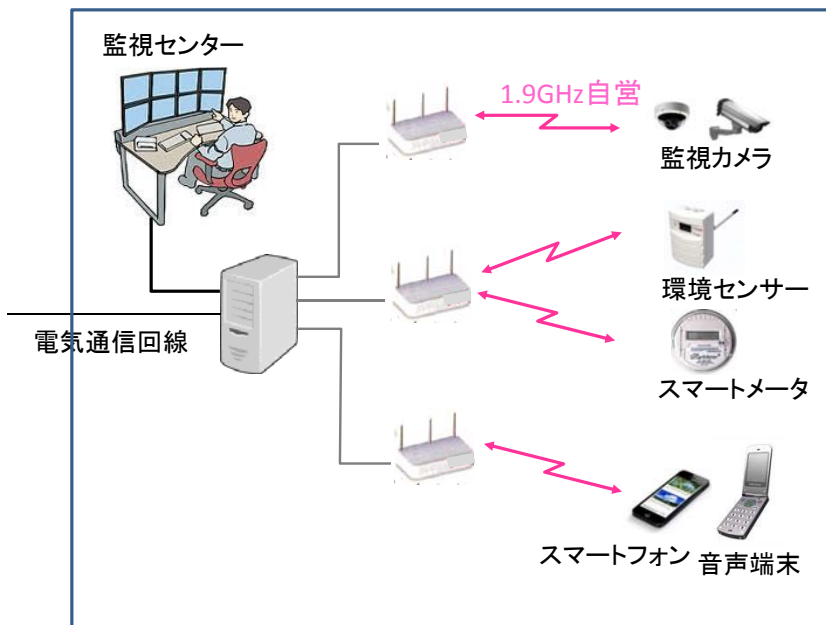 監視センター
1.9GHz自営
監視カメラ
環境センサー
電気通信回線
スマートメータ
スマートフォン
音声端末